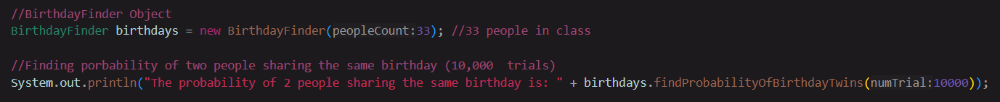 //BirthdayFinder Object
BirthdayFinder birthdays = new BirthdayFinder(peopleCount:33); //33 people in class
//Finding porbability of two people sharing the same birthday (10,000  trials)
System.out.println("The probability of 2 people sharing the same birthday is: " + birthdays.findProbabilityOfBirthdayTwins(numTrial:10000));